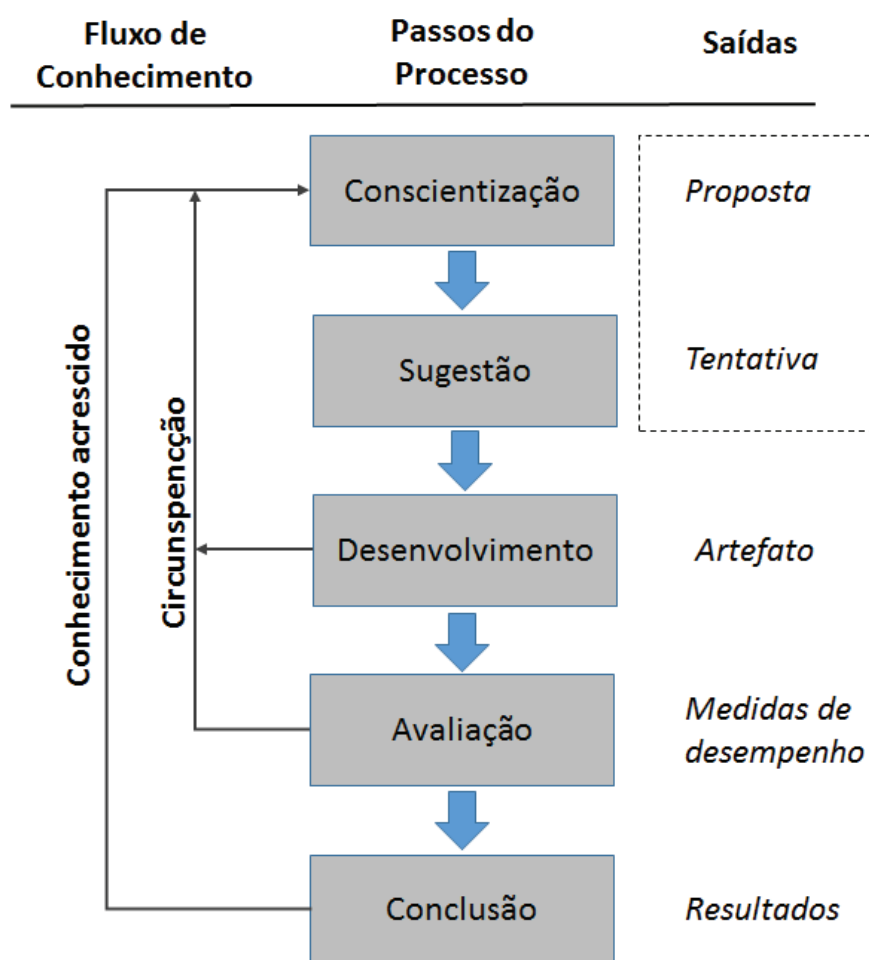 Fluxo de
Conhecimento
Passos do
Processo
Saídas
Conscientização
Proposta
Sugestão
Tentativa
Conhecimento acrescido
Circunspencção
Desenvolvimento
Artefato
Avaliação
Medidas de
desempenho
Conclusão
Resultados